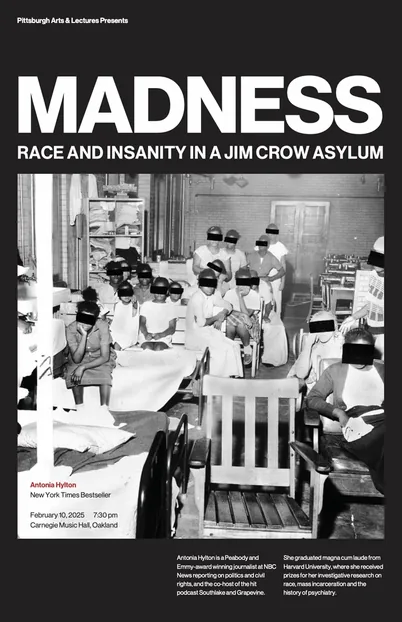 Pittsburgh Arts & Lectures Presents
MADNESS
RACE AND INSANITY IN A JIM CROW ASYLUM
Antonia Hylton
New York Times Bestseller
February 10, 2025 7:30 pm
Carnegie Music Hall, Oakland
Antonia Hylton is a Peabody and
Emmy-award winning journalist at NBC
News reporting on politics and civil
rights, and the co-host of the hit
podcast Southlake and Grapevine.
She graduated magna cum laude from
Harvard University, where she received
prizes for her investigative research on
race, mass incarceration and the
history of psychiatry.